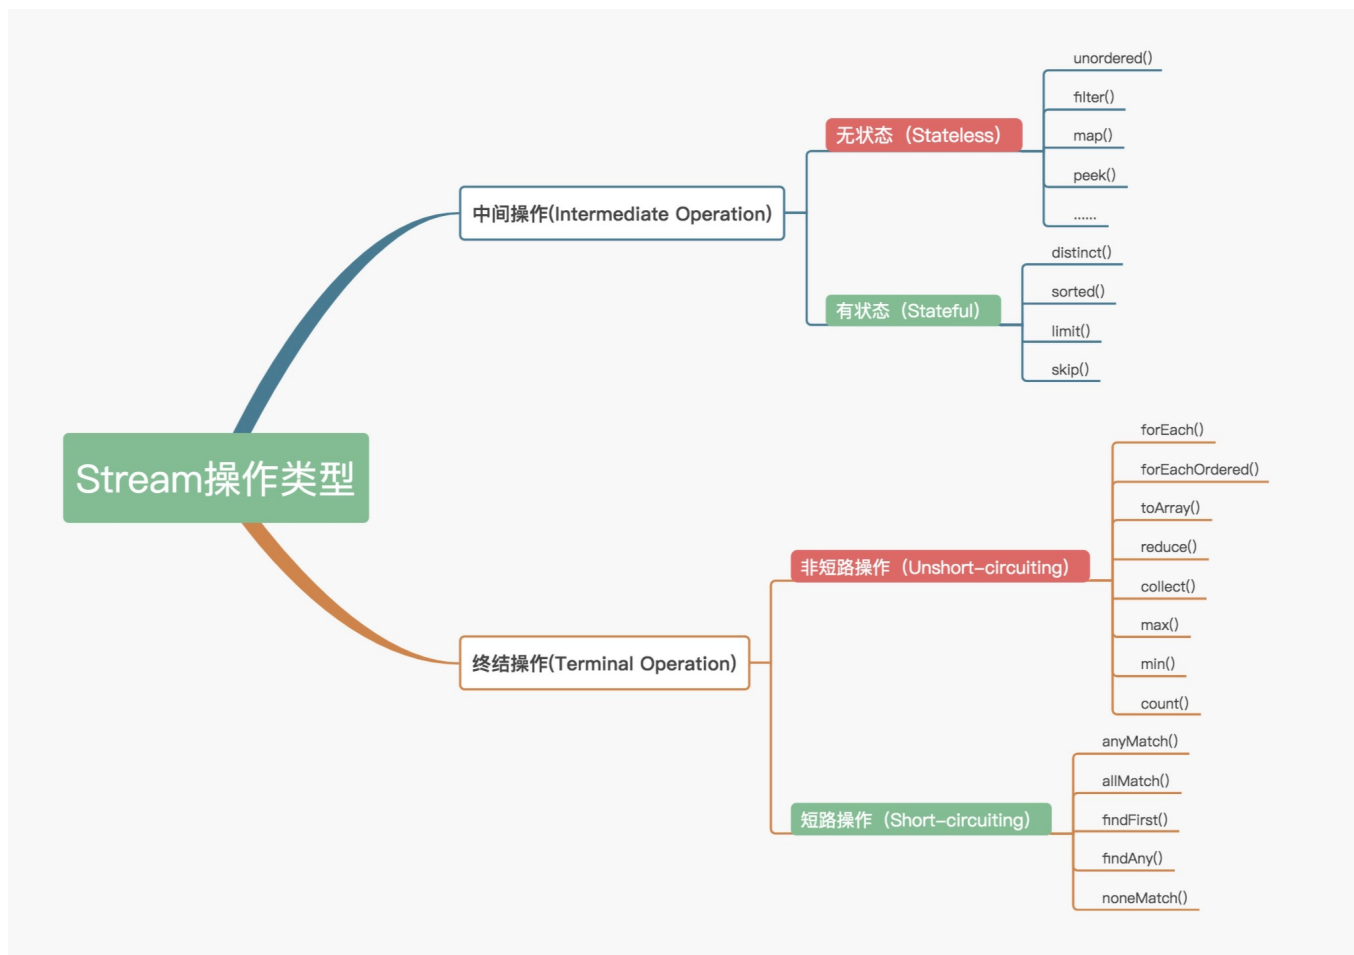 Stream操作类型
中间操作(Intermediate Operation)
无状态（Stateless）
unordered()
filter()
map()
peek()
......
有状态（Stateful）
distinct()
sorted()
limit()
skip()
终结操作(Terminal Operation)
非短路操作（Unshort-circuiting）
forEach()
forEachOrdered()
toArray()
reduce()
collect()
max()
min()
count()
短路操作（Short-circuiting）
anyMatch()
allMatch()
findFirst()
findAny()
noneMatch()